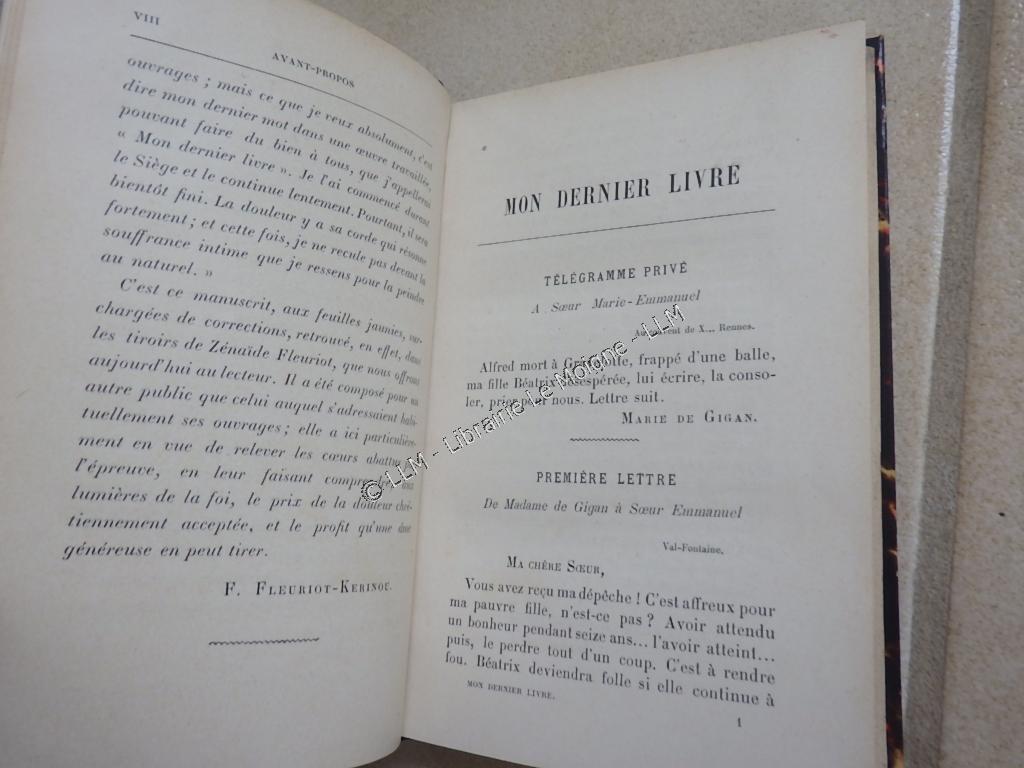 VIII
AVANT-PROPOS
ouvrages ; mais ce que je veux absolument, c'est
dire mon dernier mot dans une œuvre travaillée,
pouvant faire du bien à tous, que j'appellerai
« Mon dernier livre ». Je l'ai commencé durant
le Siège et le continue lentement. Pourtant, il sera
bientôt fini. La douleur y a sa corde qui résonne
fortement ; et cette fois, je ne recule pas devant la
souffrance intime que je ressens pour la peindre
au naturel. »
C'est ce manuscrit, aux feuilles jaunies, sur-
chargées de corrections, retrouvé, en effet, dans
les tiroirs de Zénaïde Fleuriot, que nous offrons
aujourd'hui au lecteur. Il a été composé pour un
autre public que celui auquel s'adressaient habi-
tuellement ses ouvrages ; elle a ici particulière-
ment en vue de relever les cœurs abattus
l'épreuve, en leur faisant comprendre, aux
lumières de la foi, le prix de la douleur chré-
tiennement acceptée, et le profit qu'une âme
généreuse en peut tirer.
F. FLEURIOT-KERINOU.
MON DERNIER LIVRE
TÉLÉGRAMME PRIVÉ
A Sœur Marie-Emmanuel
Au couvent de X... Rennes.
Alfred mort à frappé d'une balle,
ma fille Béatrix désespérée, lui écrire, la conso-
ler, prier pour nous. Lettre suit.
MARIE DE GIGAN.
PREMIÈRE LETTRE
De Madame de Gigan à Sœur Emmanuel
Val-Fontaine.
MA CHÈRE SŒUR,
Vous avez reçu ma dépêche ! C'est affreux pour
ma pauvre fille, n'est-ce pas ? Avoir attendu
un bonheur pendant seize ans... l'avoir atteint...
puis, le perdre tout d'un coup. C'est à rendre
fou. Béatrix deviendra folle si elle continue à
MON DERNIER LIVRE.
1
© LLM - Librairie Le Moigne - LLM